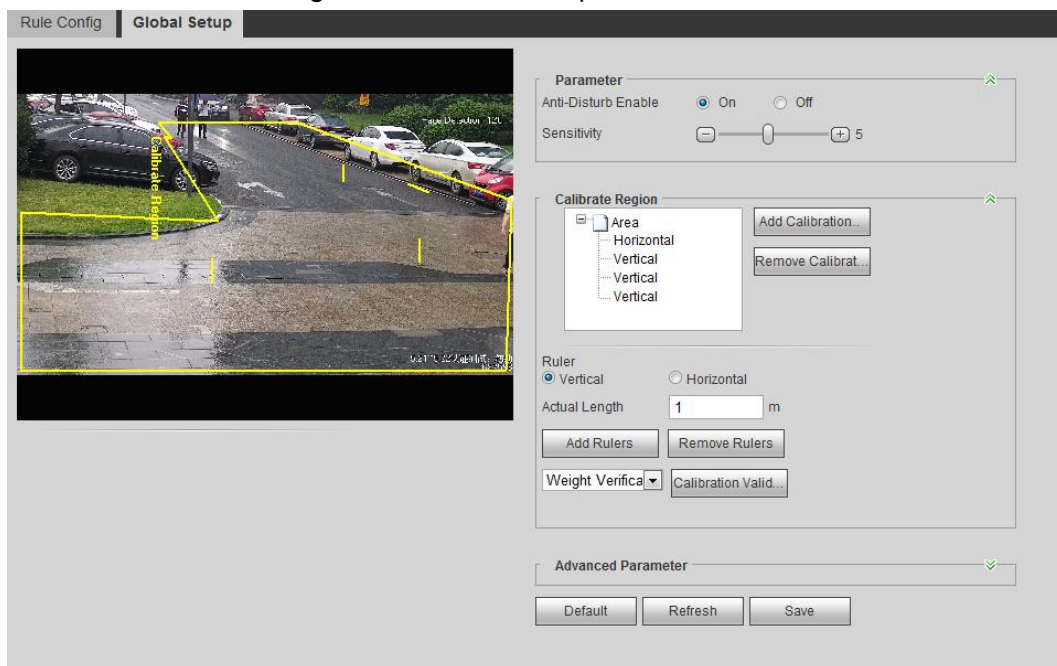 Rule Config Global Setup
Calibrate Region
Parameter
Anti-Disturb Enable On Off
Sensitivity 5
Calibrate Region
Area
Horizontal
Vertical
Vertical
Vertical
Add Calibration..
Remove Calibrat...
Ruler
Vertical Horizontal
Actual Length 1 m
Add Rulers Remove Rulers
Weight Verifica Calibration Valid...
Advanced Parameter
Default Refresh Save